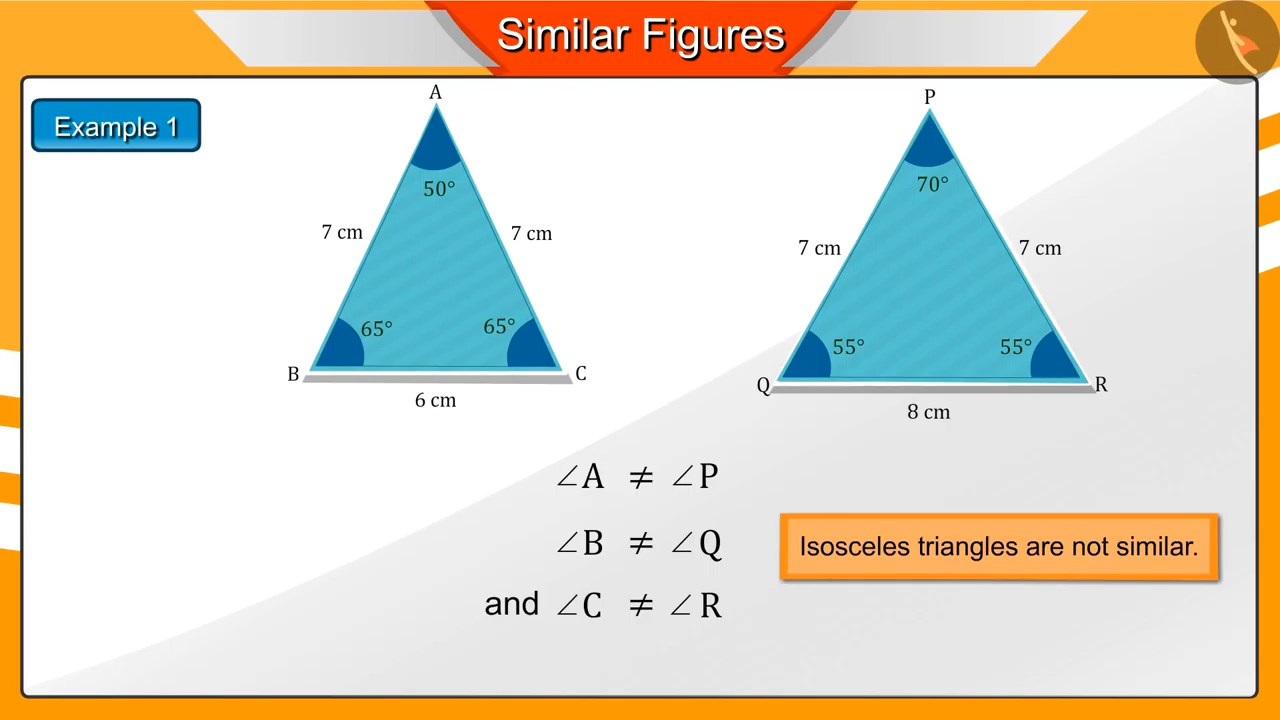 Similar Figures
Example 1
A
50°
7 cm
7 cm
65°
65°
B
C
6 cm
P
70°
7 cm
7 cm
55°
55°
Q
R
8 cm
∠A ≠ ∠P
∠B ≠ ∠Q
and ∠C ≠ ∠R
Isosceles triangles are not similar.